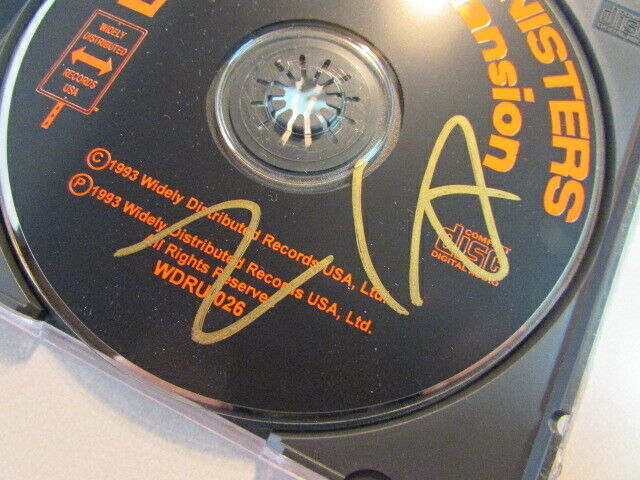 WIDELY
DISTRIBUTED
RECORDS
USA
NISTERS
ansion
©1993 Widely Distributed Records USA, Ltd.
℗1993 Widely Distributed Records USA, Ltd.
All Rights Reserve
WDRU 026
COMPACT
disc
DIGITAL AUDIO